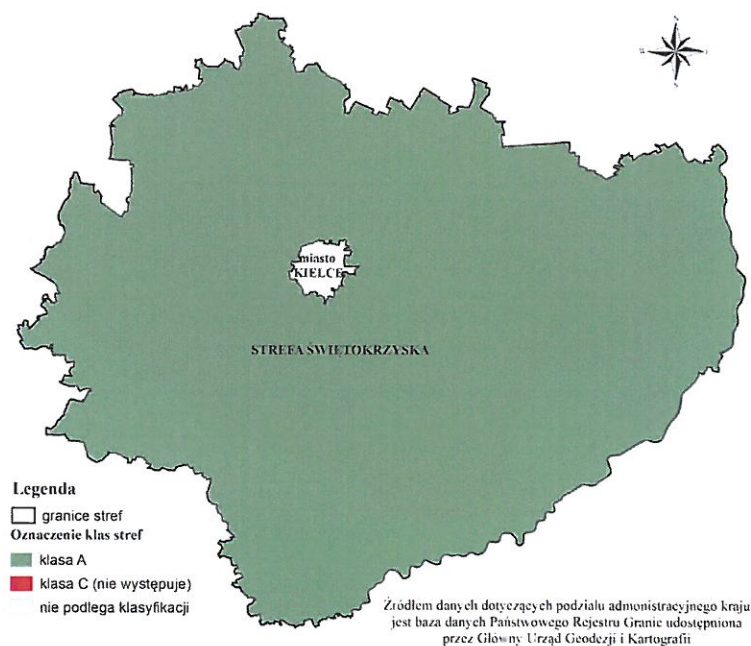 miasto
KIELCE
STREFA ŚWIĘTOKRZYSKA
Legenda
granice stref
Oznaczenie klas stref
klasa A
klasa C (nie występuje)
nie podlega klasyfikacji
Źródłem danych dotyczących podziału admonistracyjnego kraju
jest baza danych Państwowego Rejestru Granic udostępniona
przez Główny Urząd Geodezji i Kartografii